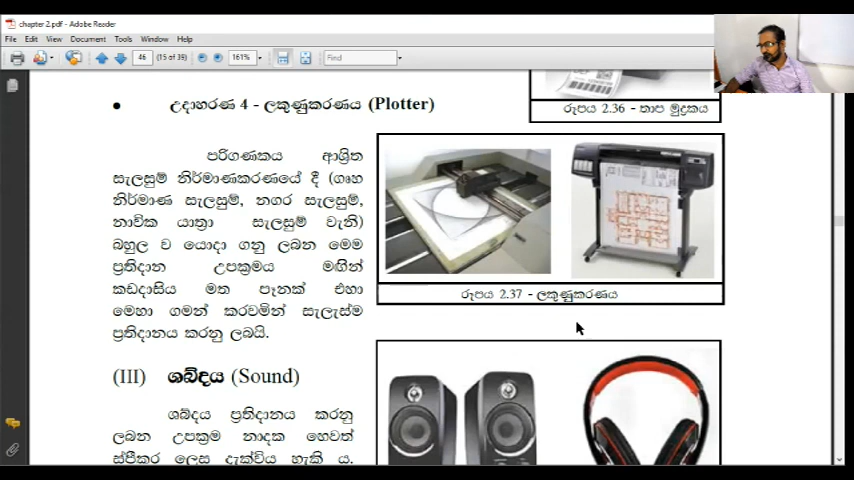 chapter 2.pdf - Adobe Reader
File Edit View Document Tools Window Help
46 (15 of 39) 161% Find
රූපය 2.36 - තාප මුද්‍රකය
• උදාහරණ 4 - ලකුණුකරණය (Plotter)
පරිගණකය ආශ්‍රිත
සැලසුම් නිර්මාණකරණයේ දී (ගෘහ
නිර්මාණ සැලසුම්, නගර සැලසුම්,
නාවික යාත්‍රා සැලසුම් වැනි)
බහුල ව යොදා ගනු ලබන මෙම
ප්‍රතිදාන උපක්‍රමය මඟින්
කඩදාසිය මත පෑනක් එහා
මෙහා ගමන් කරවමින් සැලැස්ම
ප්‍රතිදානය කරනු ලබයි.
රූපය 2.37 - ලකුණුකරණය
(III) ශබ්දය (Sound)
ශබ්දය ප්‍රතිදානය කරනු
ලබන උපක්‍රම නාදක හෙවත්
ස්පීකර ලෙස දැක්විය හැකි ය.